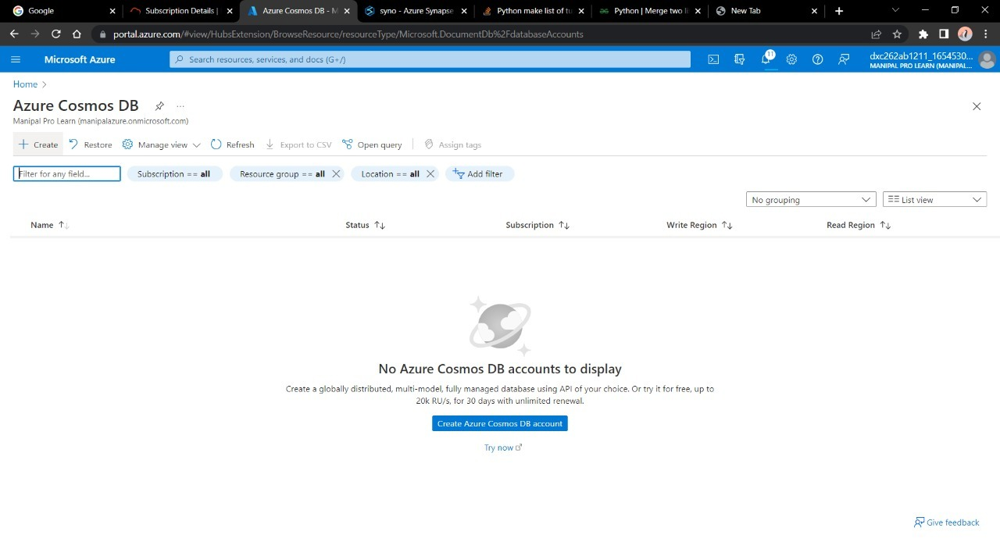 Google
Subscription Details |
Azure Cosmos DB - M
syno - Azure Synapse
Python make list of tu
Python | Merge two li
New Tab
portal.azure.com/#view/HubsExtension/BrowseResource/resourceType/Microsoft.DocumentDb%2FdatabaseAccounts
Microsoft Azure
Search resources, services, and docs (G+/)
11
dxc262ab1211_1654530...
MANIPAL PRO LEARN (MANIPAL...
Home >
Azure Cosmos DB
...
Manipal Pro Learn (manipalazure.onmicrosoft.com)
Create
Restore
Manage view
Refresh
Export to CSV
Open query
Assign tags
Filter for any field...
Subscription == all
Resource group == all
Location == all
Add filter
No grouping
List view
Name
Status
Subscription
Write Region
Read Region
No Azure Cosmos DB accounts to display
Create a globally distributed, multi-model, fully managed database using API of your choice. Or try it for free, up to
20k RU/s, for 30 days with unlimited renewal.
Create Azure Cosmos DB account
Try now
Give feedback